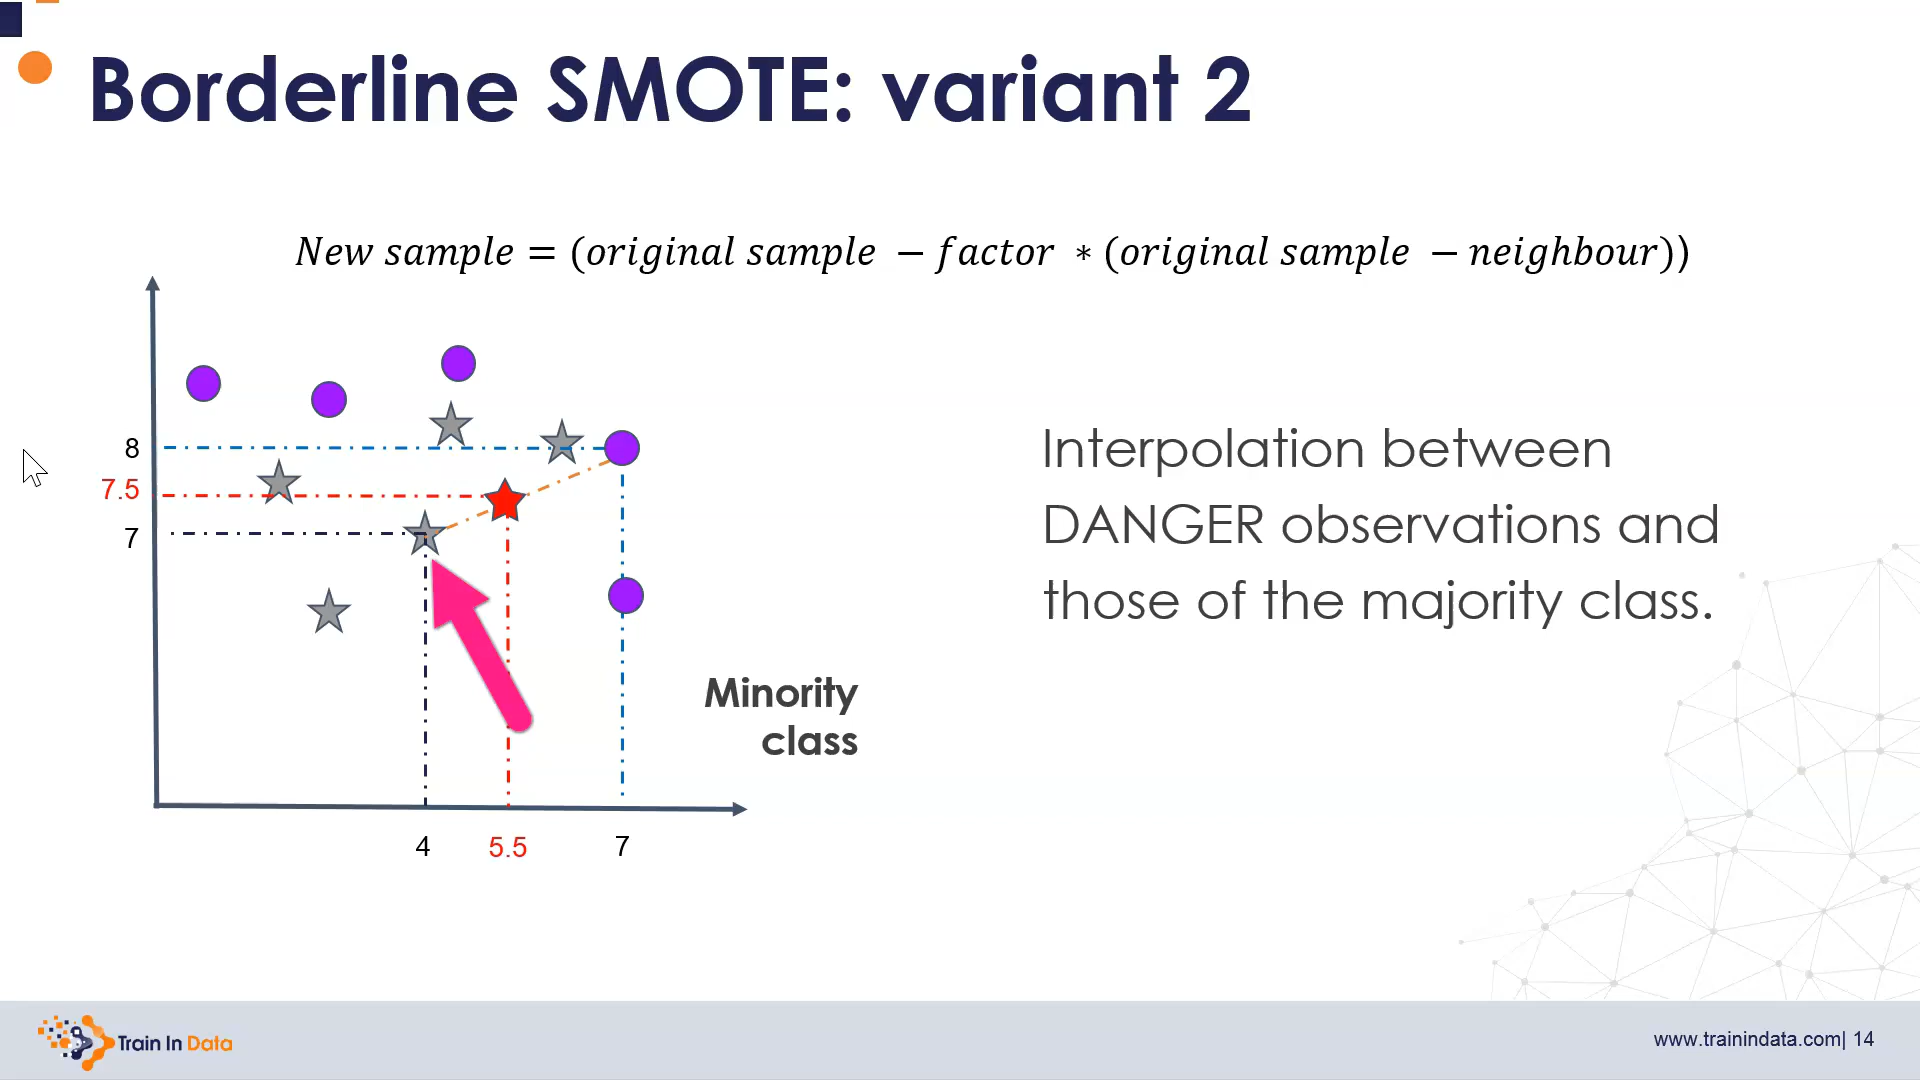 Borderline SMOTE: variant 2
New sample = (original sample − factor ∗ (original sample − neighbour))
8
7.5
7
4
5.5
7
Minority
class
Interpolation between
DANGER observations and
those of the majority class.
Train In Data
www.trainindata.com| 14